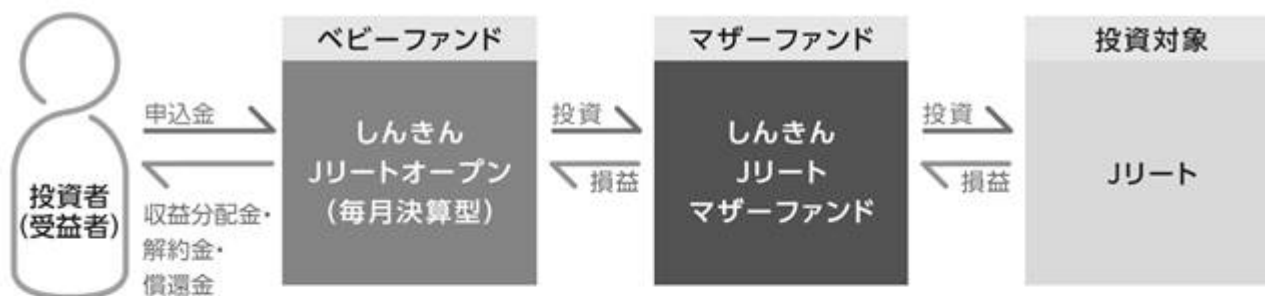 投資者
(受益者)
申込金
収益分配金・
解約金・
償還金
ベビーファンド
しんきん
Jリートオープン
(毎月決算型)
投資
損益
マザーファンド
しんきん
Jリート
マザーファンド
投資
損益
投資対象
Jリート